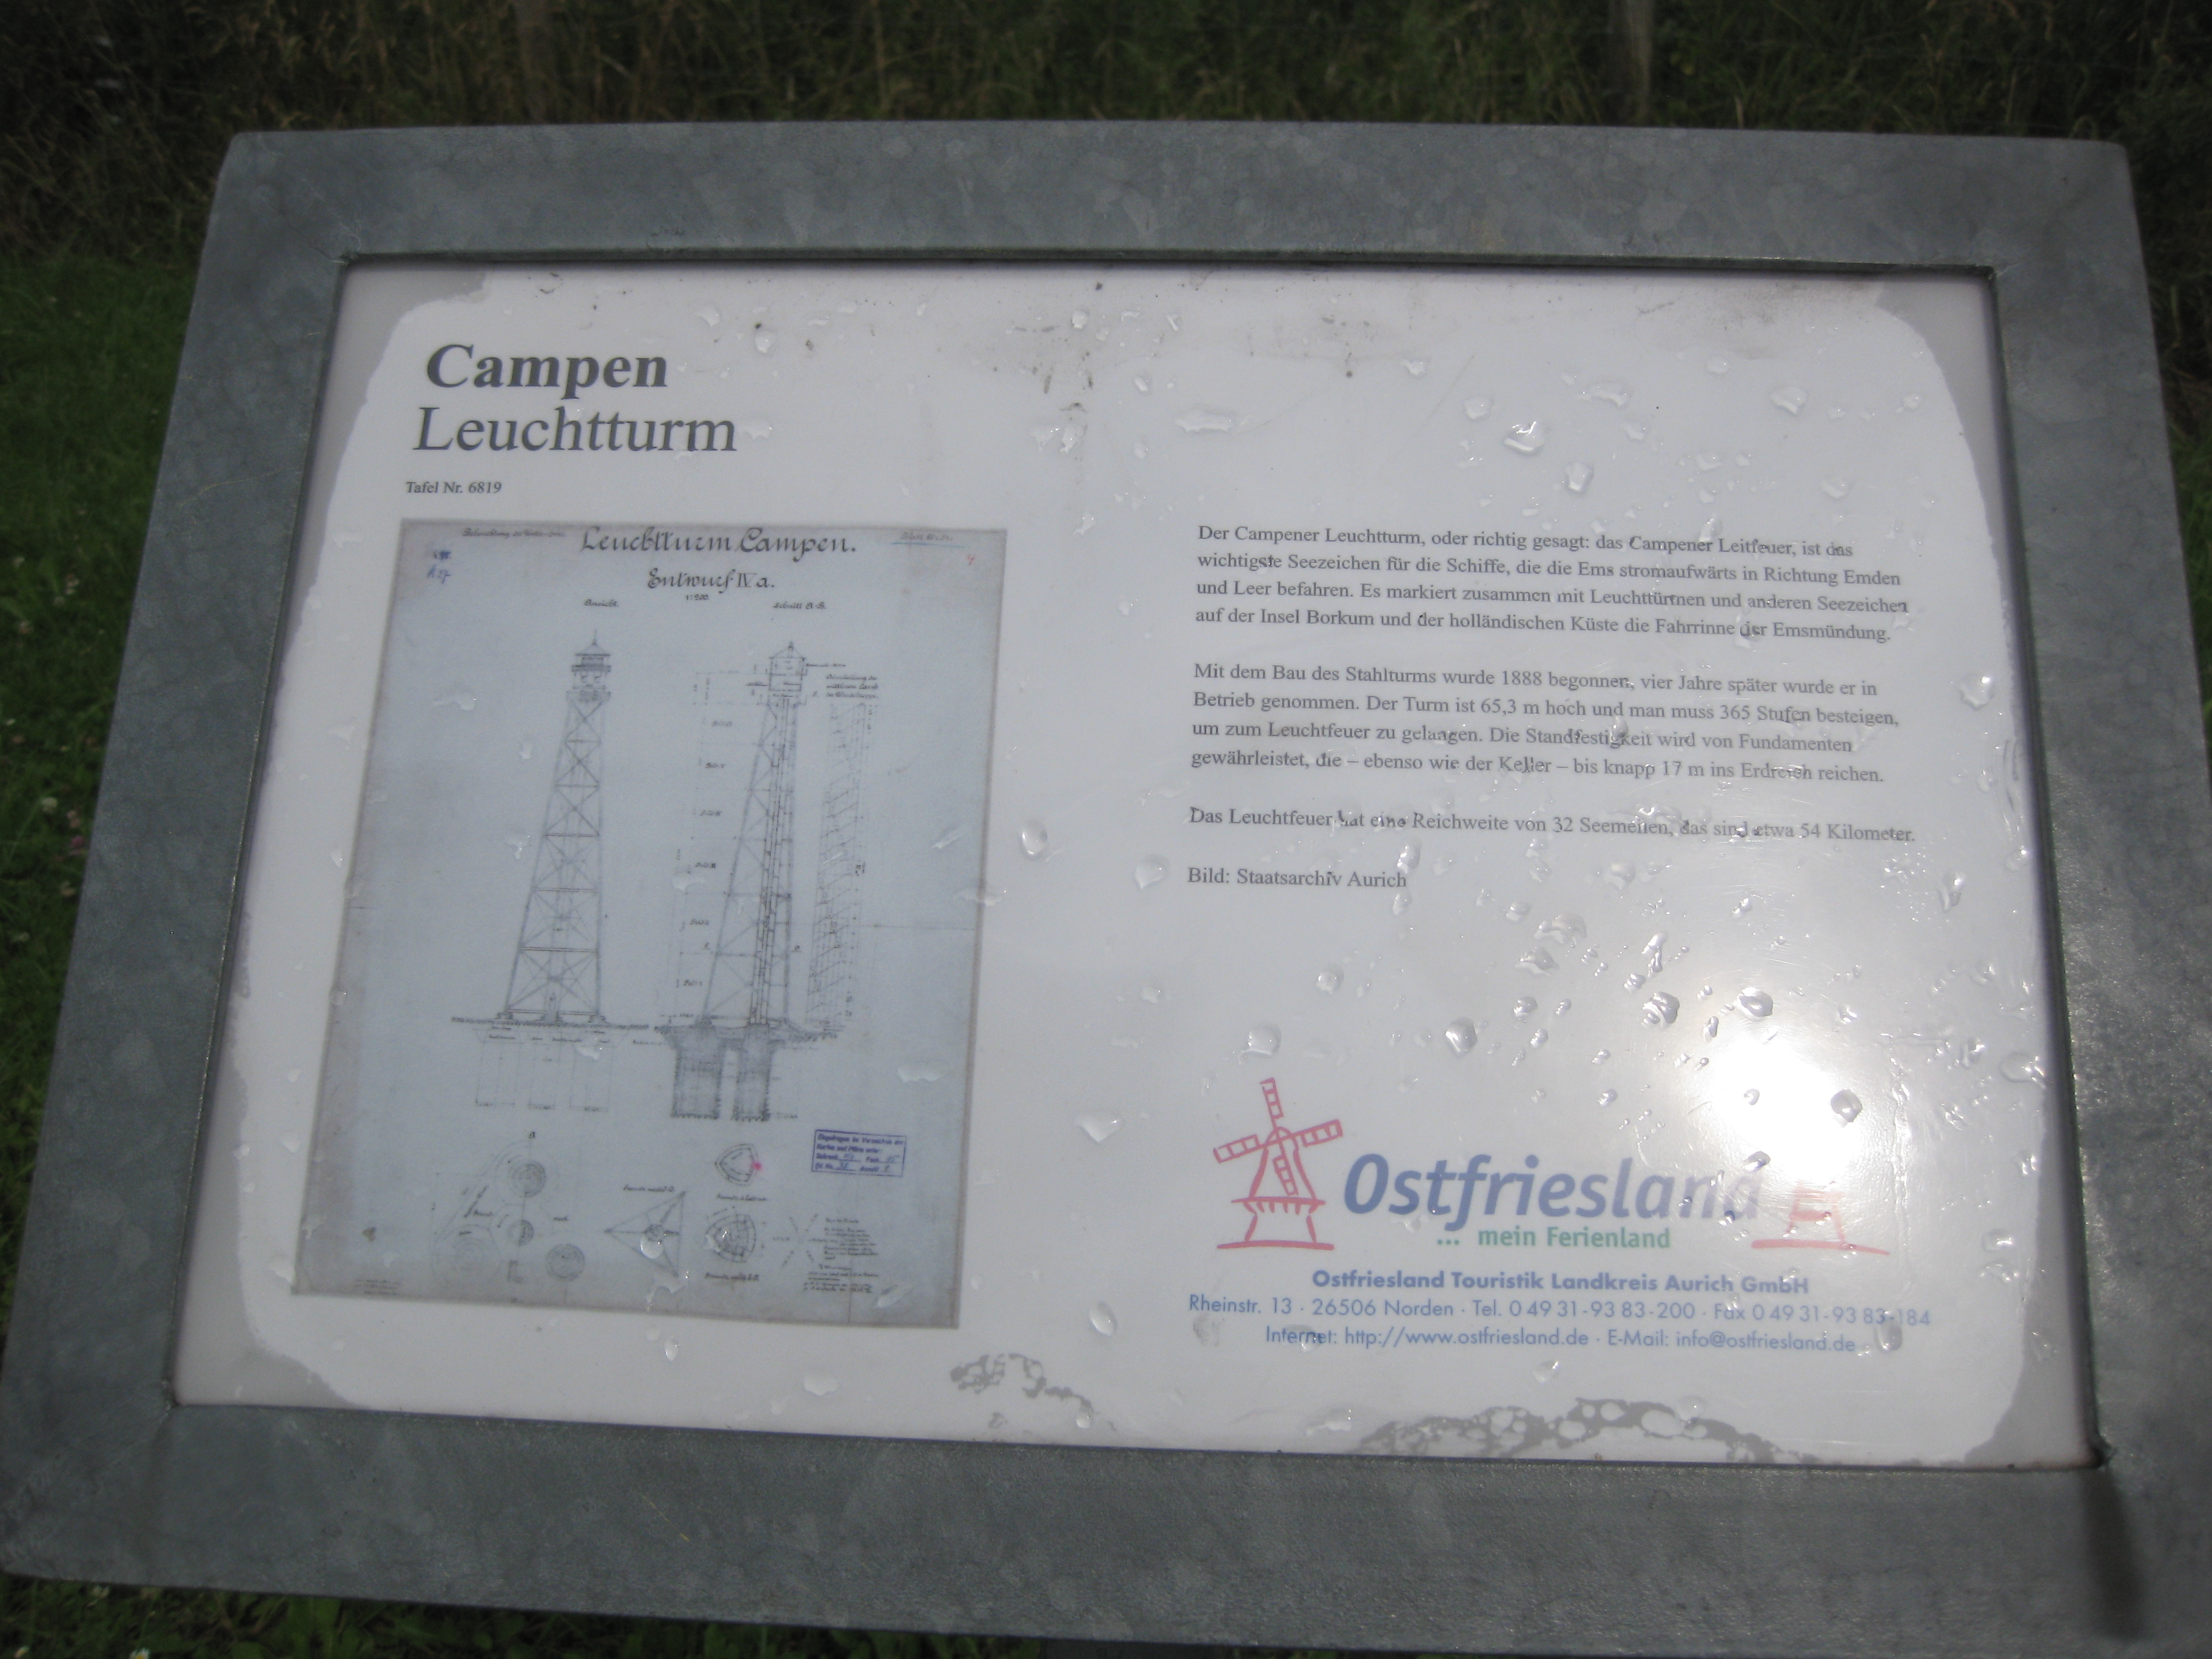 Campen
Leuchtturm
Tafel Nr. 6819
Leuchtturm Campen.
Entwurf IV a.
1:200.
Ansicht.
Schnitt A-B.
Der Campener Leuchtturm, oder richtig gesagt: das Campener Leitfeuer, ist das
wichtigste Seezeichen für die Schiffe, die die Ems stromaufwärts in Richtung Emden
und Leer befahren. Es markiert zusammen mit Leuchttürmen und anderen Seezeichen
auf der Insel Borkum und der holländischen Küste die Fahrrinne der Emsmündung.
Mit dem Bau des Stahlturms wurde 1888 begonnen, vier Jahre später wurde er in
Betrieb genommen. Der Turm ist 65,3 m hoch und man muss 365 Stufen besteigen,
um zum Leuchtfeuer zu gelangen. Die Standfestigkeit wird von Fundamenten
gewährleistet, die – ebenso wie der Keller – bis knapp 17 m ins Erdreich reichen.
Das Leuchtfeuer hat eine Reichweite von 32 Seemeilen, das sind etwa 54 Kilometer.
Bild: Staatsarchiv Aurich
Ostfriesland
... mein Ferienland
Ostfriesland Touristik Landkreis Aurich GmbH
Rheinstr. 13 · 26506 Norden · Tel. 0 49 31-93 83-200 · Fax 0 49 31-93 83-184
Internet: http://www.ostfriesland.de · E-Mail: info@ostfriesland.de